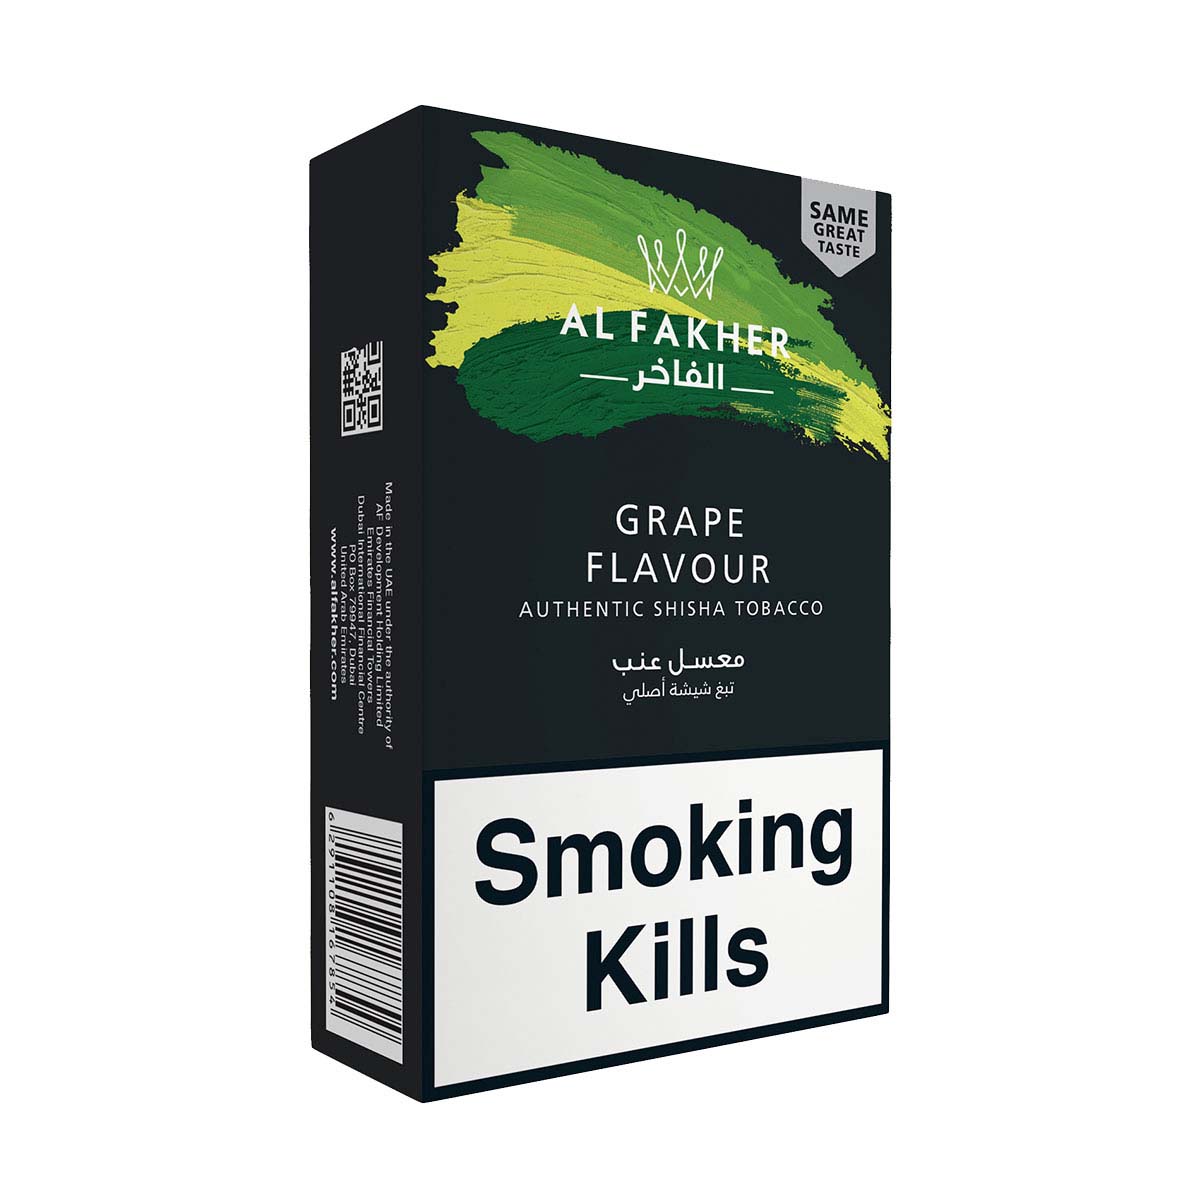 SAME
GREAT
TASTE
AL FAKHER
الفاخر
GRAPE
FLAVOUR
AUTHENTIC SHISHA TOBACCO
معسل عنب
تبغ شيشة أصلي
Smoking
Kills
Made in the UAE under the authority of
AF Development Holding Limited
Emirates Financial Towers
Dubai International Financial Centre
PO Box 79947, Dubai
United Arab Emirates
www.alfakher.com
6291108167854